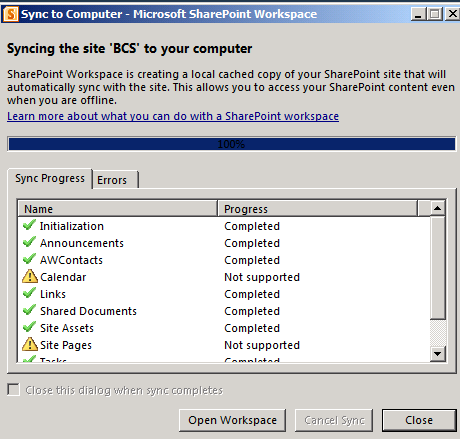 Sync to Computer - Microsoft SharePoint Workspace
Syncing the site 'BCS' to your computer
SharePoint Workspace is creating a local cached copy of your SharePoint site that will
automatically sync with the site. This allows you to access your SharePoint content even
when you are offline.
Learn more about what you can do with a SharePoint workspace
100%
Sync Progress Errors
Name Progress
Initialization Completed
Announcements Completed
AWContacts Completed
Calendar Not supported
Links Completed
Shared Documents Completed
Site Assets Completed
Site Pages Not supported
Tasks Completed
Close this dialog when sync completes
Open Workspace Cancel Sync Close